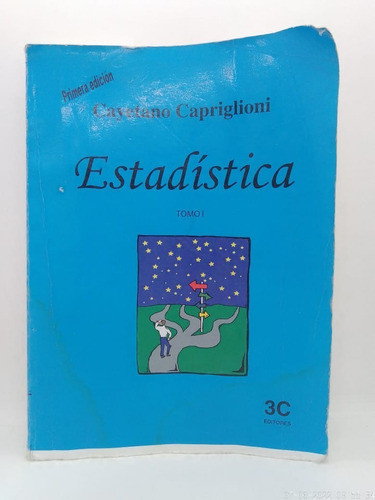 Primera edición
Cayetano Capriglioni
Estadística
TOMO I
3C
EDITORES